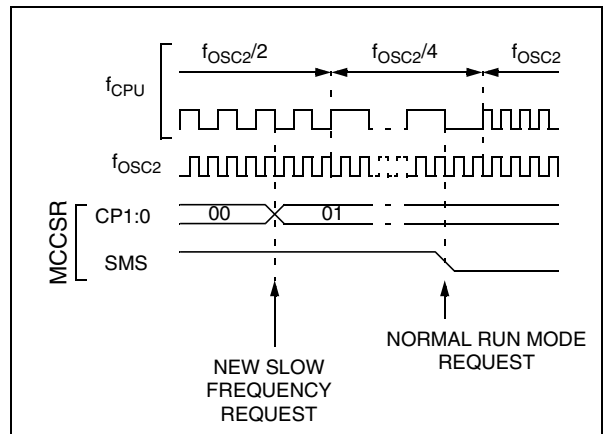 fOSC2/2 fOSC2/4 fOSC2
fCPU
fOSC2
MCCSR
CP1:0 00 01
SMS
NEW SLOW
FREQUENCY
REQUEST
NORMAL RUN MODE
REQUEST